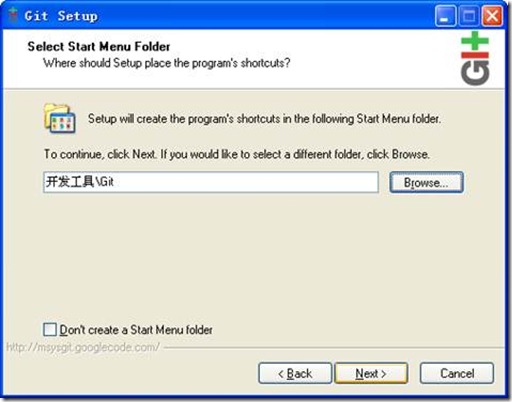 Git Setup
Select Start Menu Folder
Where should Setup place the program's shortcuts?
GIt
Setup will create the program's shortcuts in the following Start Menu folder.
To continue, click Next. If you would like to select a different folder, click Browse.
开发工具\Git
Browse...
Don't create a Start Menu folder
http://msysgit.googlecode.com/
< Back
Next >
Cancel